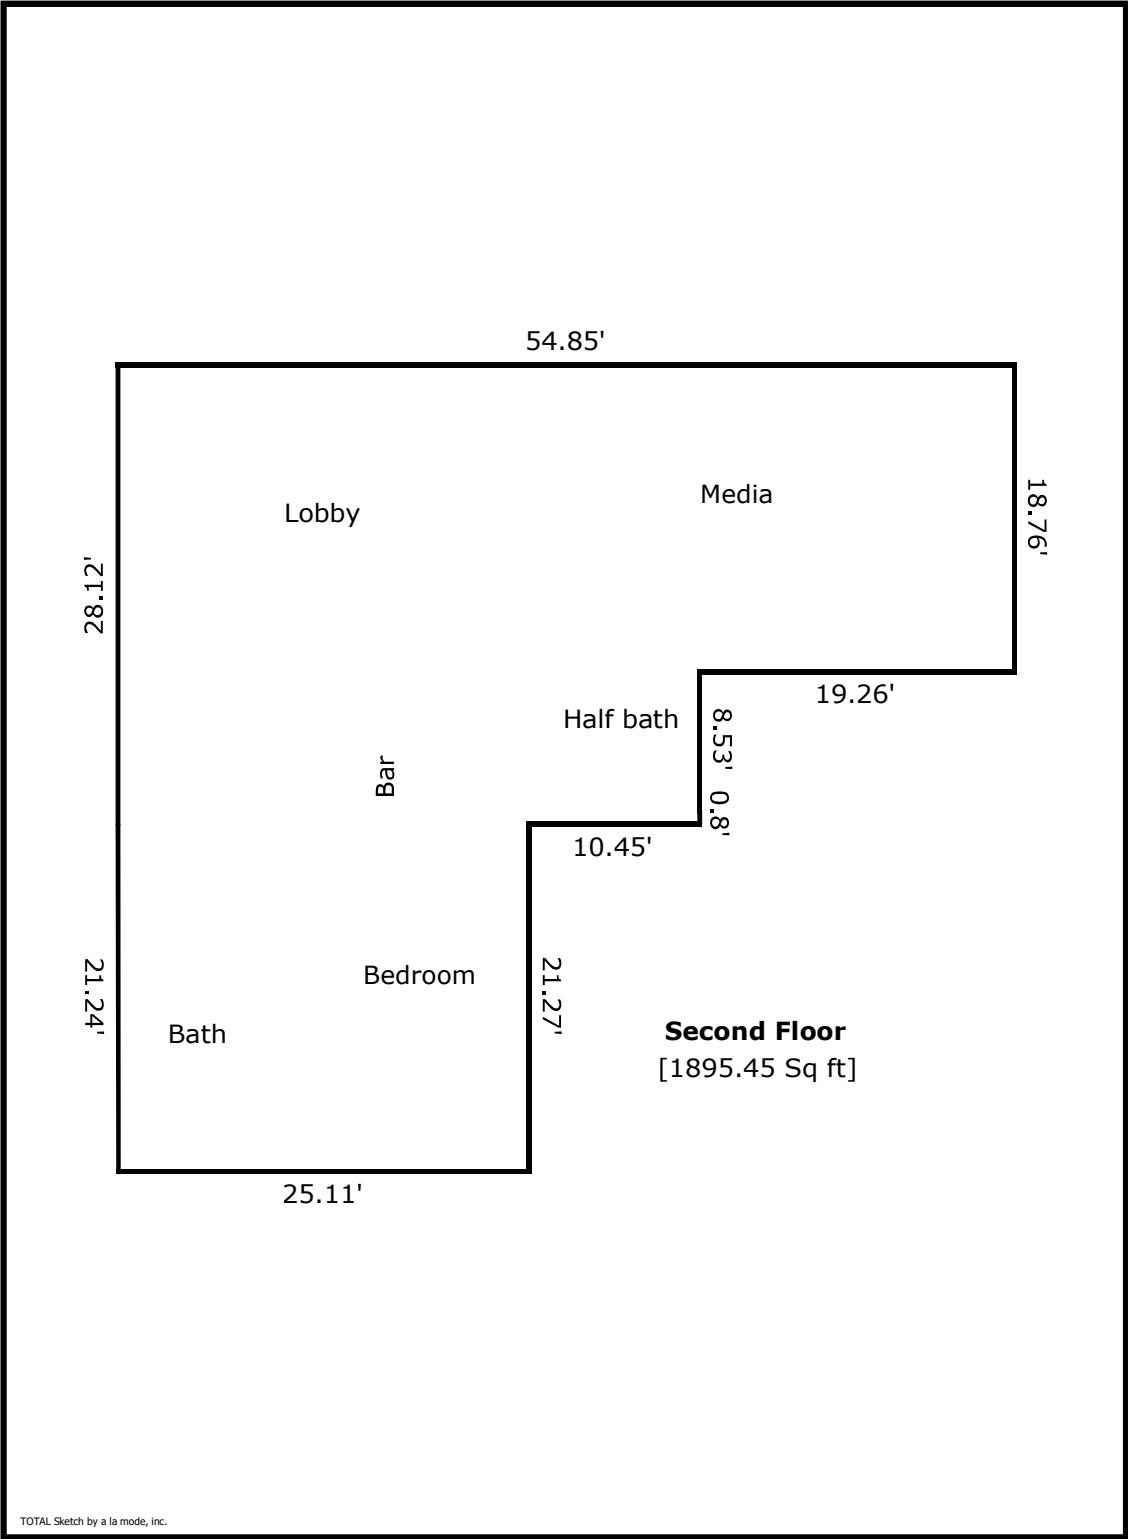 54.85'
18.76'
Media
Lobby
28.12'
19.26'
Half bath
8.53'
Bar
0.8'
10.45'
21.27'
Bedroom
21.24'
Bath
Second Floor
[1895.45 Sq ft]
25.11'
TOTAL Sketch by a la mode, inc.